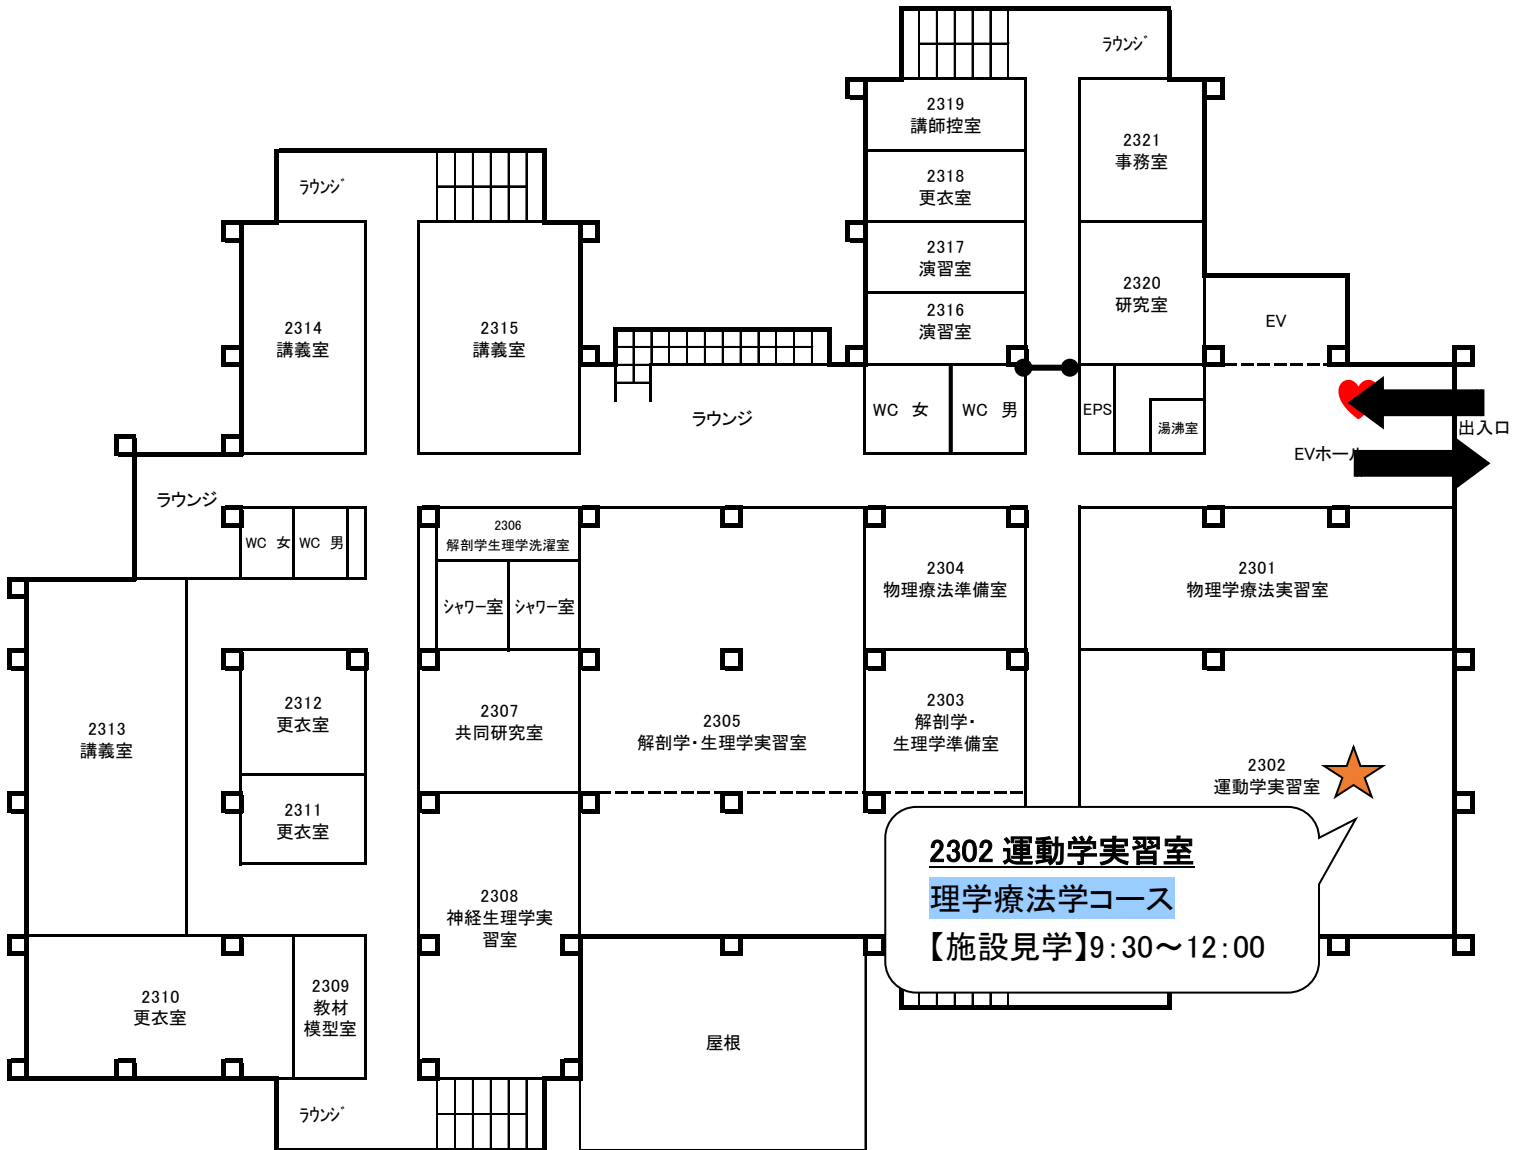 ラウンジ
2319
講師控室
2321
事務室
2318
更衣室
ラウンジ
2317
演習室
2320
研究室
2316
演習室
EV
2314
講義室
2315
講義室
ラウンジ
WC 女
WC 男
EPS
湯沸室
出入口
EVホール
ラウンジ
WC 女
WC 男
2306
解剖学生理学洗濯室
シャワー室
シャワー室
2304
物理療法準備室
2301
物理学療法実習室
2313
講義室
2312
更衣室
2307
共同研究室
2305
解剖学・生理学実習室
2303
解剖学・
生理学準備室
2302
運動学実習室
2311
更衣室
2302 運動学実習室
理学療法学コース
【施設見学】9:30~12:00
2308
神経生理学実
習室
2310
更衣室
2309
教材
模型室
屋根
ラウンジ